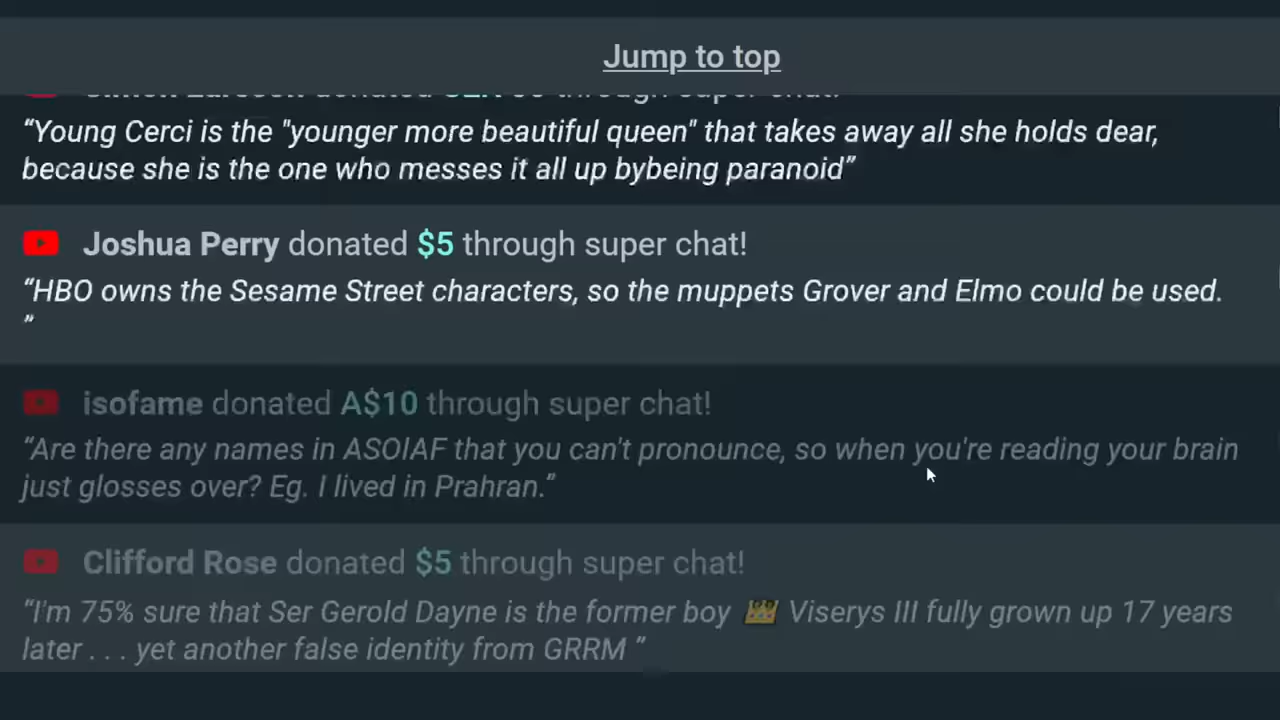 Jump to top
donated through super chat!
“Young Cerci is the "younger more beautiful queen" that takes away all she holds dear,
because she is the one who messes it all up bybeing paranoid”
Joshua Perry donated $5 through super chat!
“HBO owns the Sesame Street characters, so the muppets Grover and Elmo could be used.
”
isofame donated A$10 through super chat!
“Are there any names in ASOIAF that you can't pronounce, so when you're reading your brain
just glosses over? Eg. I lived in Prahran.”
Clifford Rose donated $5 through super chat!
“I'm 75% sure that Ser Gerold Dayne is the former boy 👑 Viserys III fully grown up 17 years
later . . . yet another false identity from GRRM ”